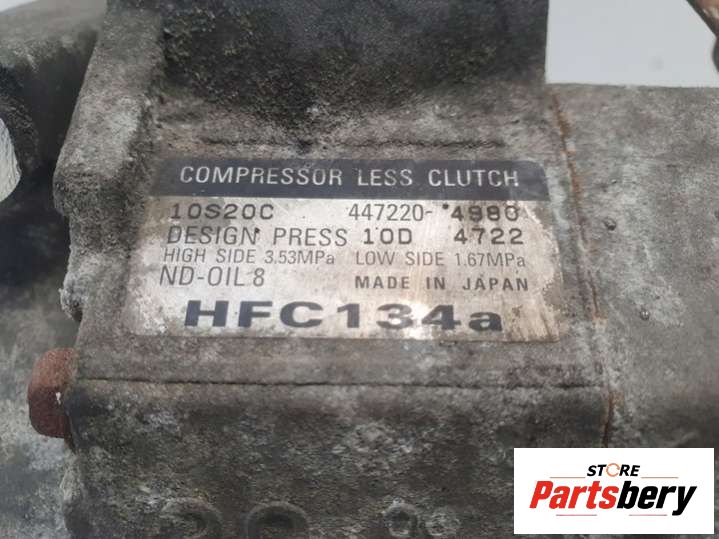 COMPRESSOR LESS CLUTCH
10S20C 447220- 4980
DESIGN PRESS 10D 4722
HIGH SIDE 3.53MPa LOW SIDE 1.67MPa
ND-OIL 8 MADE IN JAPAN
HFC134a
STORE
Partsbery